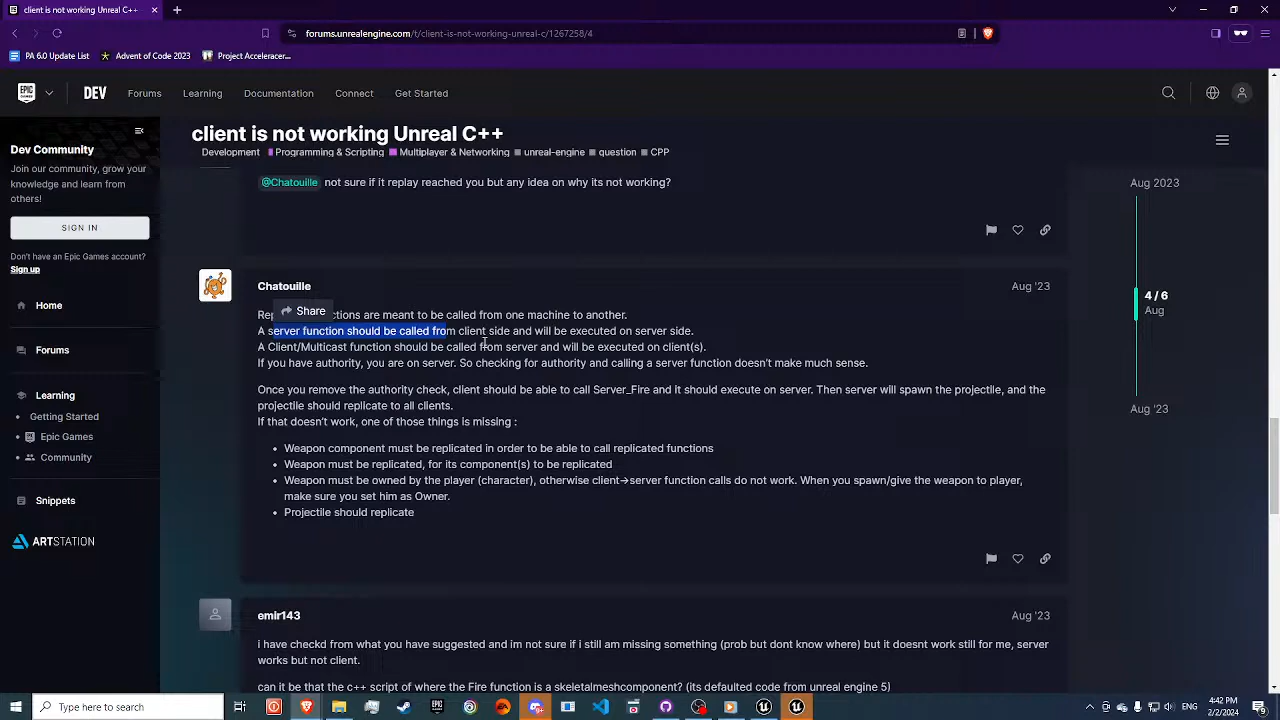 client is not working Unreal C++
forums.unrealengine.com/t/client-is-not-working-unreal-c/1267258/4
PA 6.0 Update List
Advent of Code 2023
Project Acceleracer...
EPIC GAMES
DEV
Forums
Learning
Documentation
Connect
Get Started
Dev Community
Join our community, grow your
knowledge and learn from
others!
SIGN IN
Don't have an Epic Games account?
Sign up
Home
Forums
Learning
Getting Started
Epic Games
Community
Snippets
ARTSTATION
client is not working Unreal C++
Development Programming & Scripting Multiplayer & Networking unreal-engine question CPP
@Chatouille not sure if it replay reached you but any idea on why its not working?
Chatouille
Aug '23
Share
Rep ctions are meant to be called from one machine to another.
A server function should be called from client side and will be executed on server side.
A Client/Multicast function should be called from server and will be executed on client(s).
If you have authority, you are on server. So checking for authority and calling a server function doesn't make much sense.
Once you remove the authority check, client should be able to call Server_Fire and it should execute on server. Then server will spawn the projectile, and the
projectile should replicate to all clients.
If that doesn't work, one of those things is missing :
• Weapon component must be replicated in order to be able to call replicated functions
• Weapon must be replicated, for its component(s) to be replicated
• Weapon must be owned by the player (character), otherwise client→server function calls do not work. When you spawn/give the weapon to player,
make sure you set him as Owner.
• Projectile should replicate
emir143
Aug '23
i have checkd from what you have suggested and im not sure if i still am missing something (prob but dont know where) but it doesnt work still for me, server
works but not client.
can it be that the c++ script of where the Fire function is a skeletalmeshcomponent? (its defaulted code from unreal engine 5)
Aug 2023
4 / 6
Aug
Aug '23
Type here to search
4:42 PM
2/2/2024